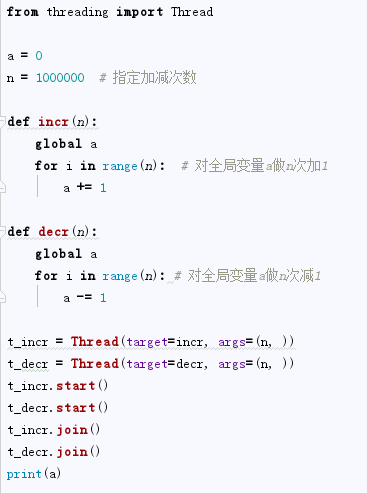 from threading import Thread
a = 0
n = 1000000  # 指定加减次数
def incr(n):
    global a
    for i in range(n):  # 对全局变量a做n次加1
        a += 1
def decr(n):
    global a
    for i in range(n): # 对全局变量a做n次减1
        a -= 1
t_incr = Thread(target=incr, args=(n, ))
t_decr = Thread(target=decr, args=(n, ))
t_incr.start()
t_decr.start()
t_incr.join()
t_decr.join()
print(a)